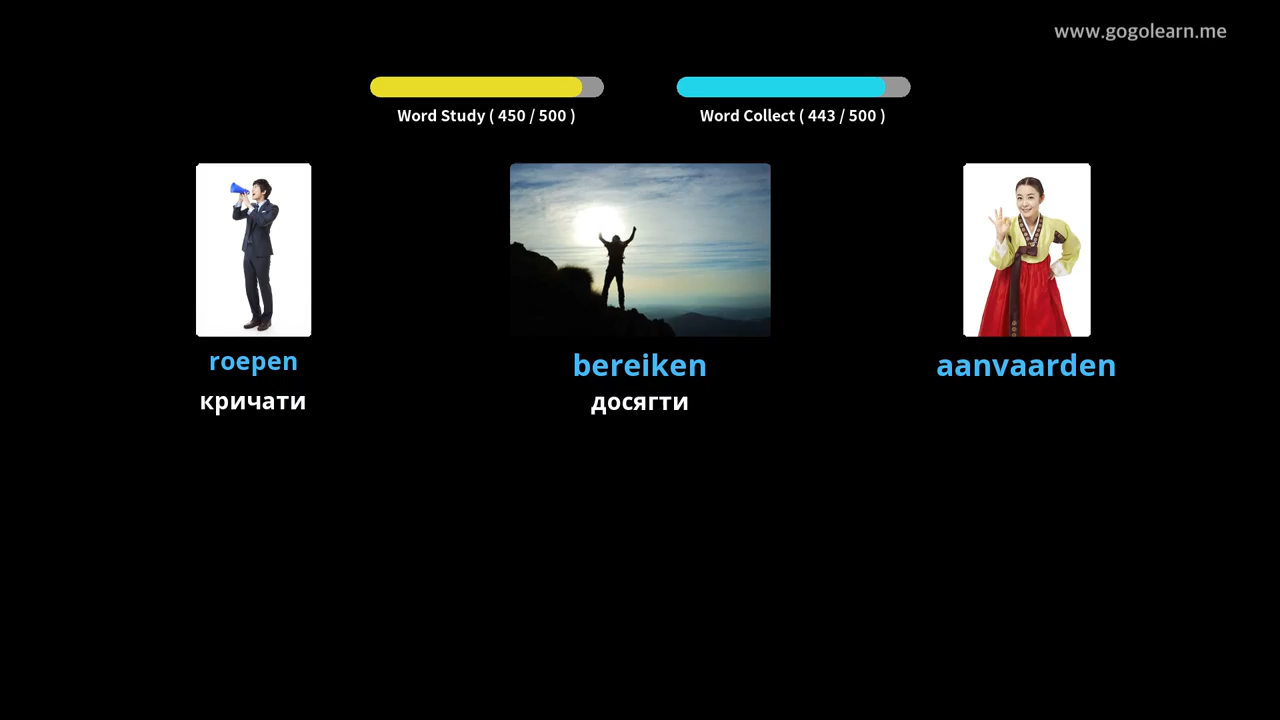 www.gogolearn.me
Word Study ( 450 / 500 )
Word Collect ( 443 / 500 )
roepen
bereiken
aanvaarden
кричати
досягти